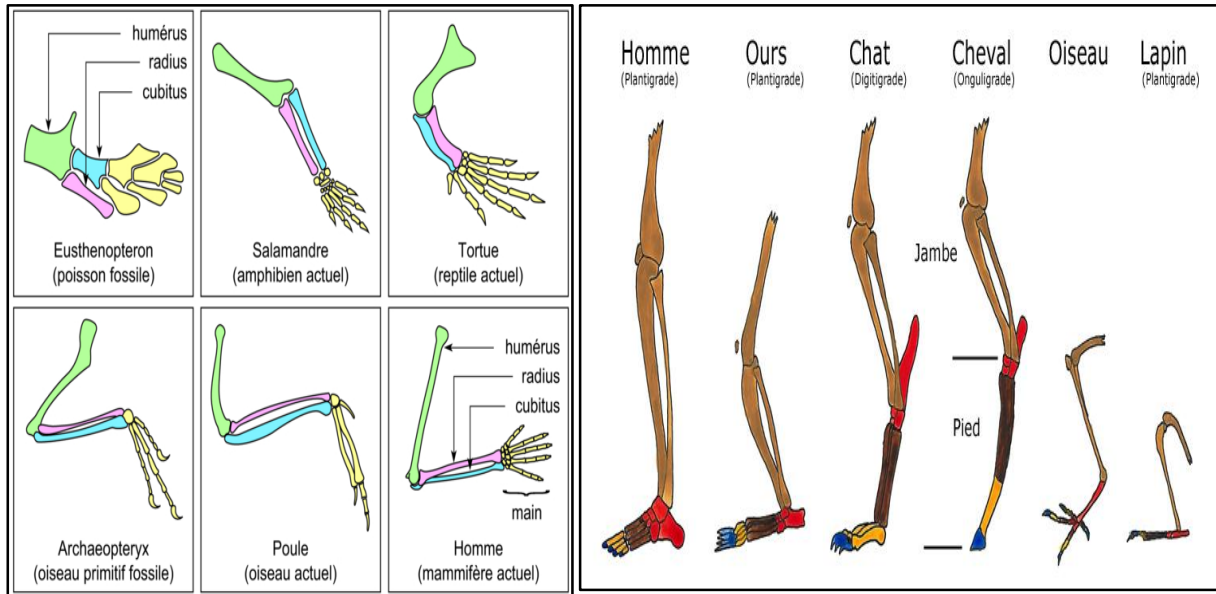 humérus
radius
cubitus
Eusthenopteron
(poisson fossile)
Salamandre
(amphibien actuel)
Tortue
(reptile actuel)
humérus
radius
cubitus
main
Archaeopteryx
(oiseau primitif fossile)
Poule
(oiseau actuel)
Homme
(mammifère actuel)
Homme
(Plantigrade)
Ours
(Plantigrade)
Chat
(Digitigrade)
Cheval
(Onguligrade)
Oiseau
Lapin
(Plantigrade)
Jambe
Pied